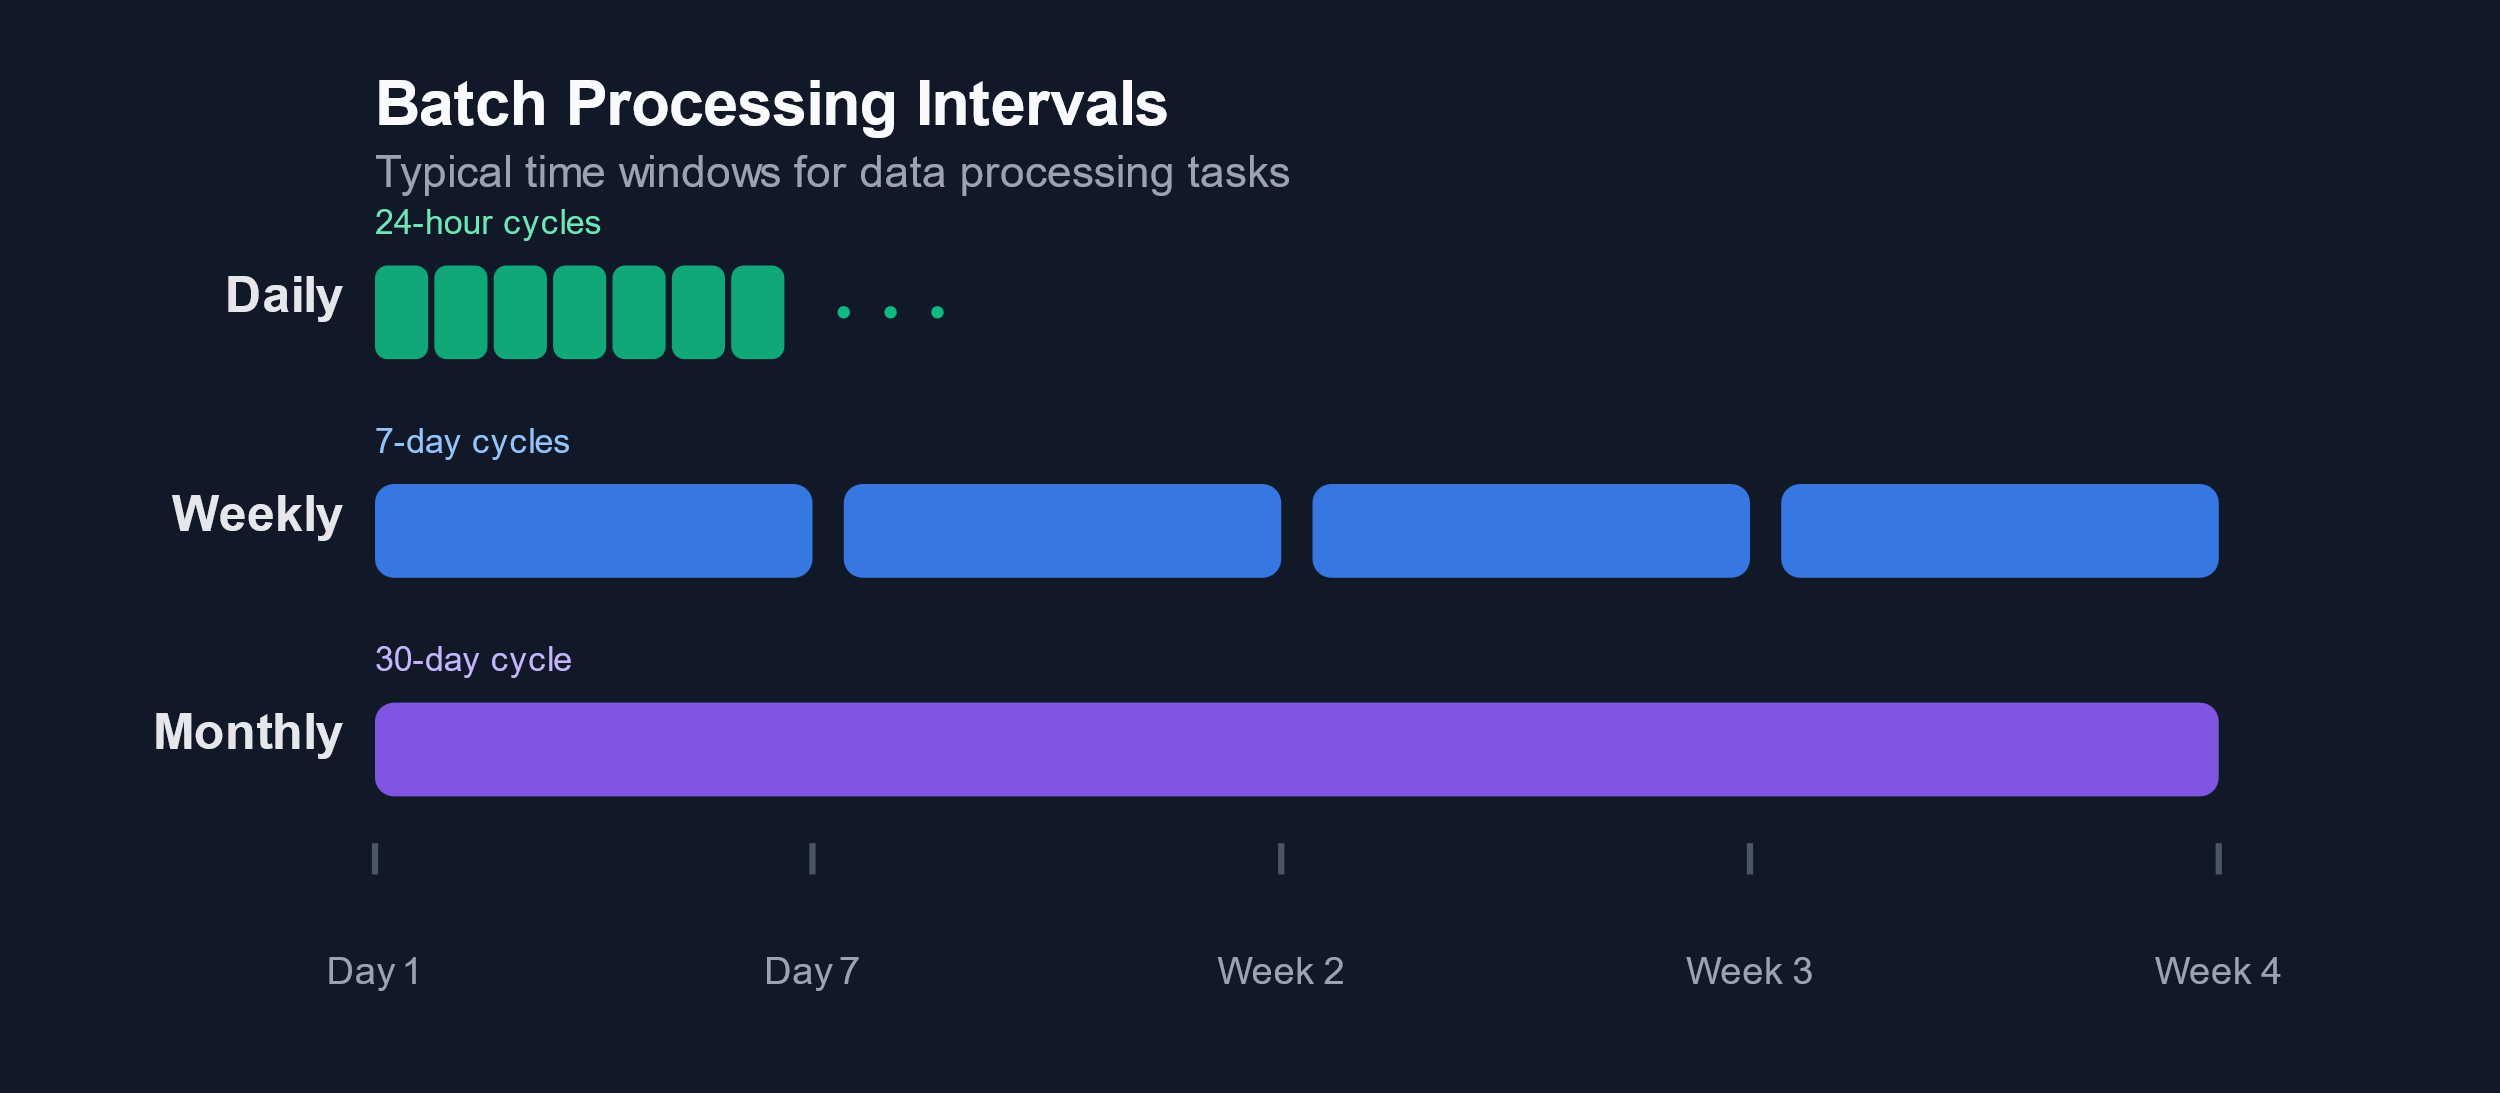 Batch Processing Intervals
Typical time windows for data processing tasks
24-hour cycles
Daily
7-day cycles
Weekly
30-day cycle
Monthly
Day 1
Day 7
Week 2
Week 3
Week 4